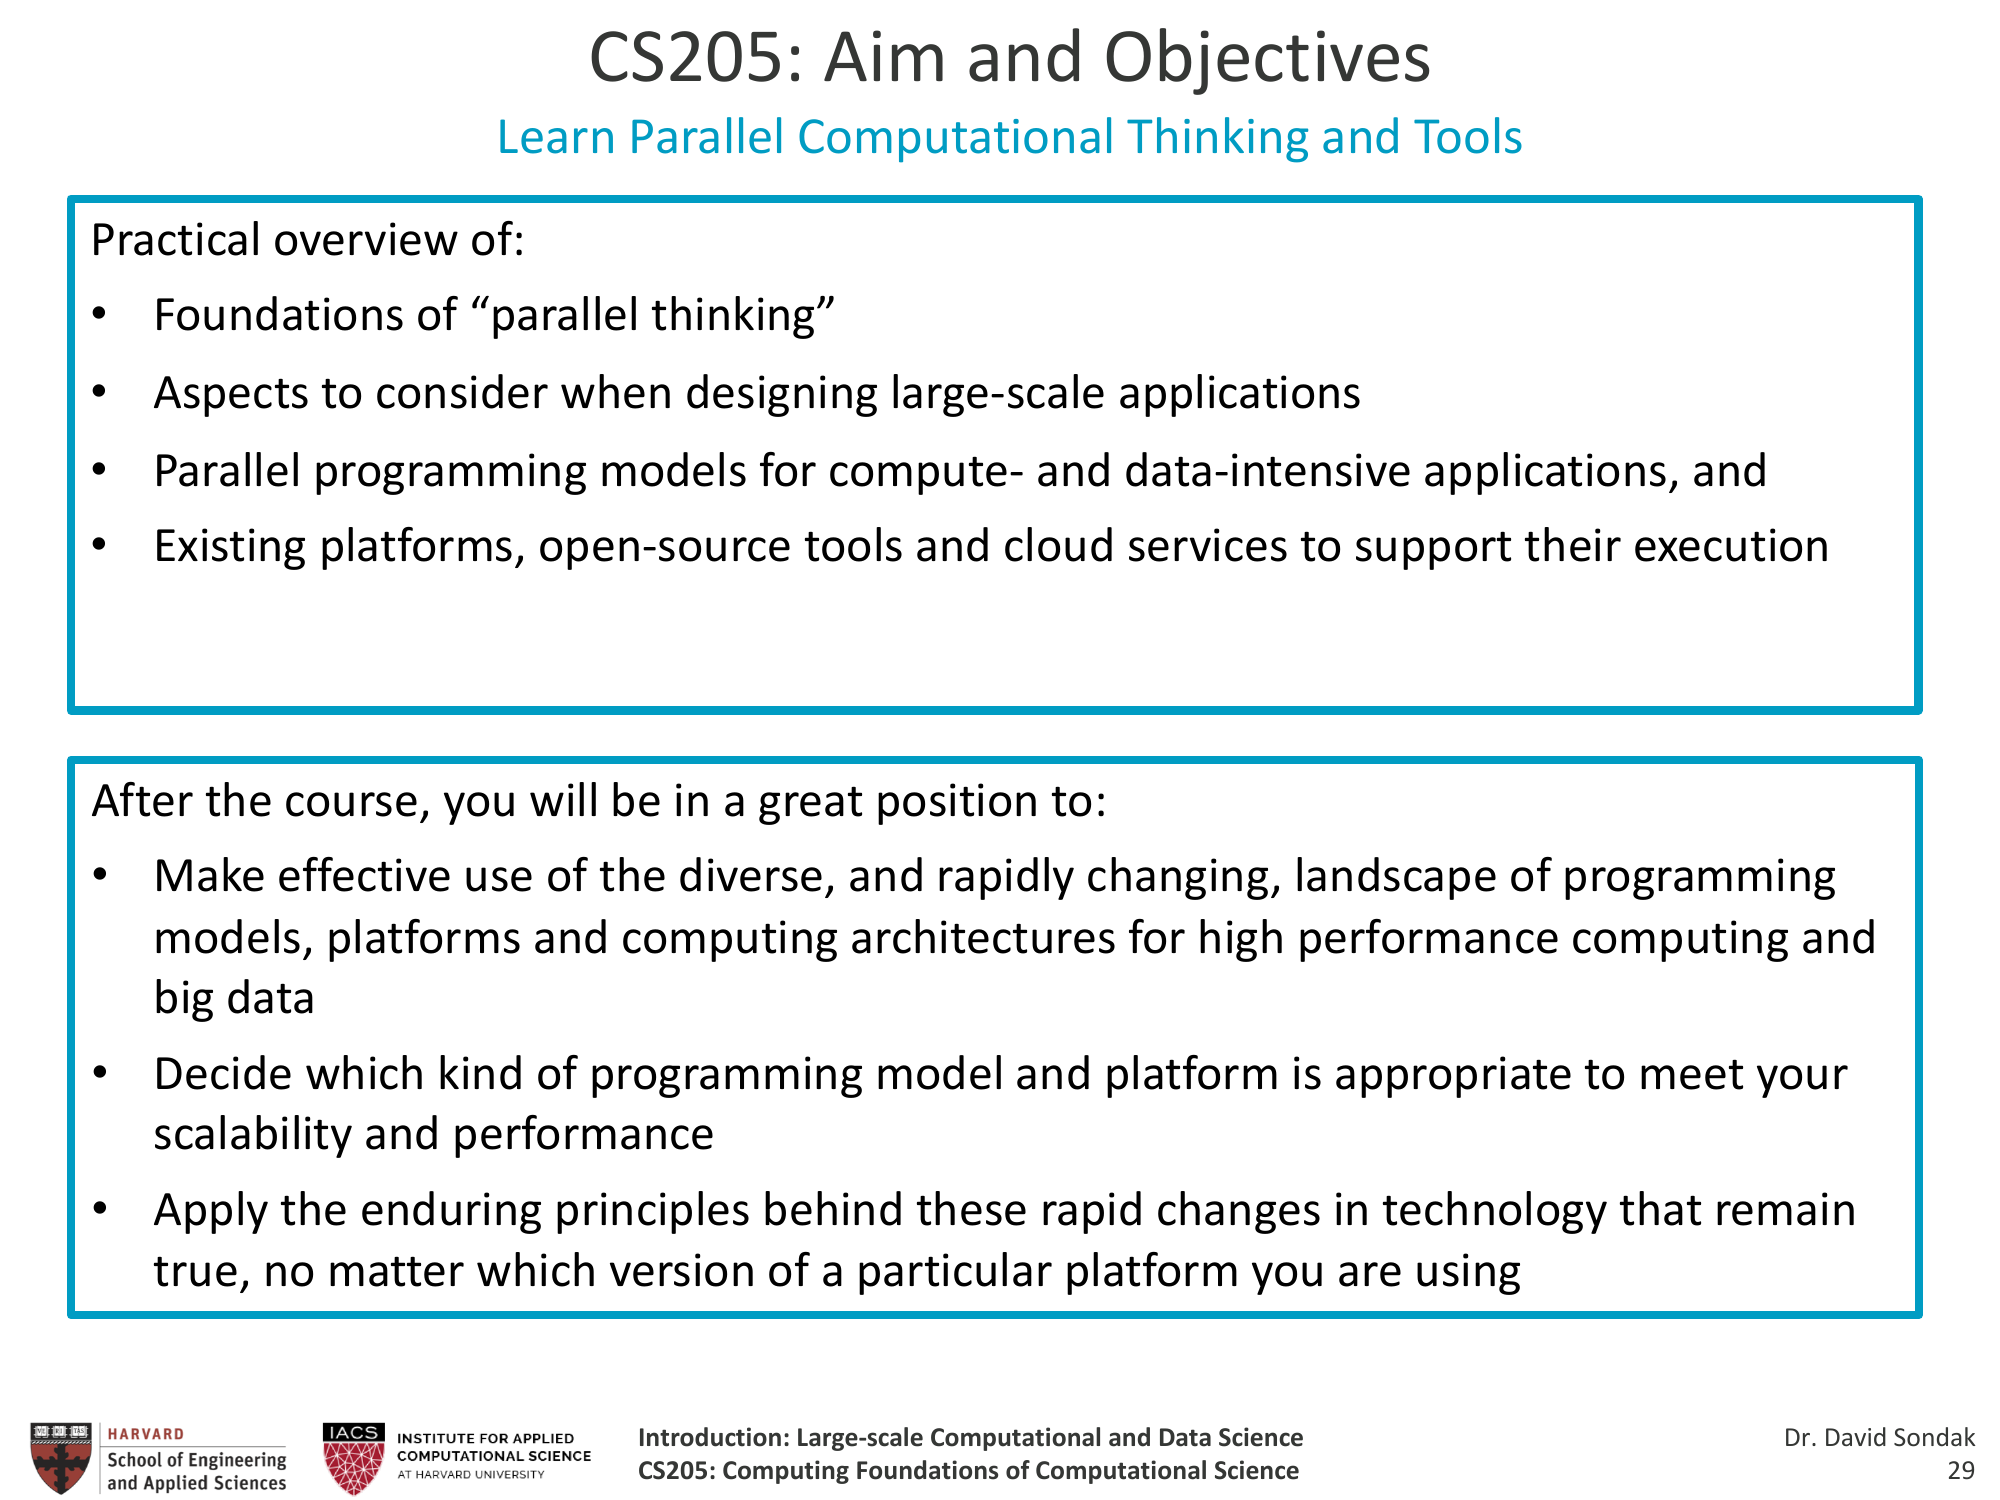 CS205: Aim and Objectives
Learn Parallel Computational Thinking and Tools
Practical overview of:
• Foundations of “parallel thinking”
• Aspects to consider when designing large-scale applications
• Parallel programming models for compute- and data-intensive applications, and
• Existing platforms, open-source tools and cloud services to support their execution
After the course, you will be in a great position to:
• Make effective use of the diverse, and rapidly changing, landscape of programming
models, platforms and computing architectures for high performance computing and
big data
• Decide which kind of programming model and platform is appropriate to meet your
scalability and performance
• Apply the enduring principles behind these rapid changes in technology that remain
true, no matter which version of a particular platform you are using
HARVARD
School of Engineering
and Applied Sciences
IACS
INSTITUTE FOR APPLIED
COMPUTATIONAL SCIENCE
AT HARVARD UNIVERSITY
Introduction: Large-scale Computational and Data Science
CS205: Computing Foundations of Computational Science
Dr. David Sondak
29